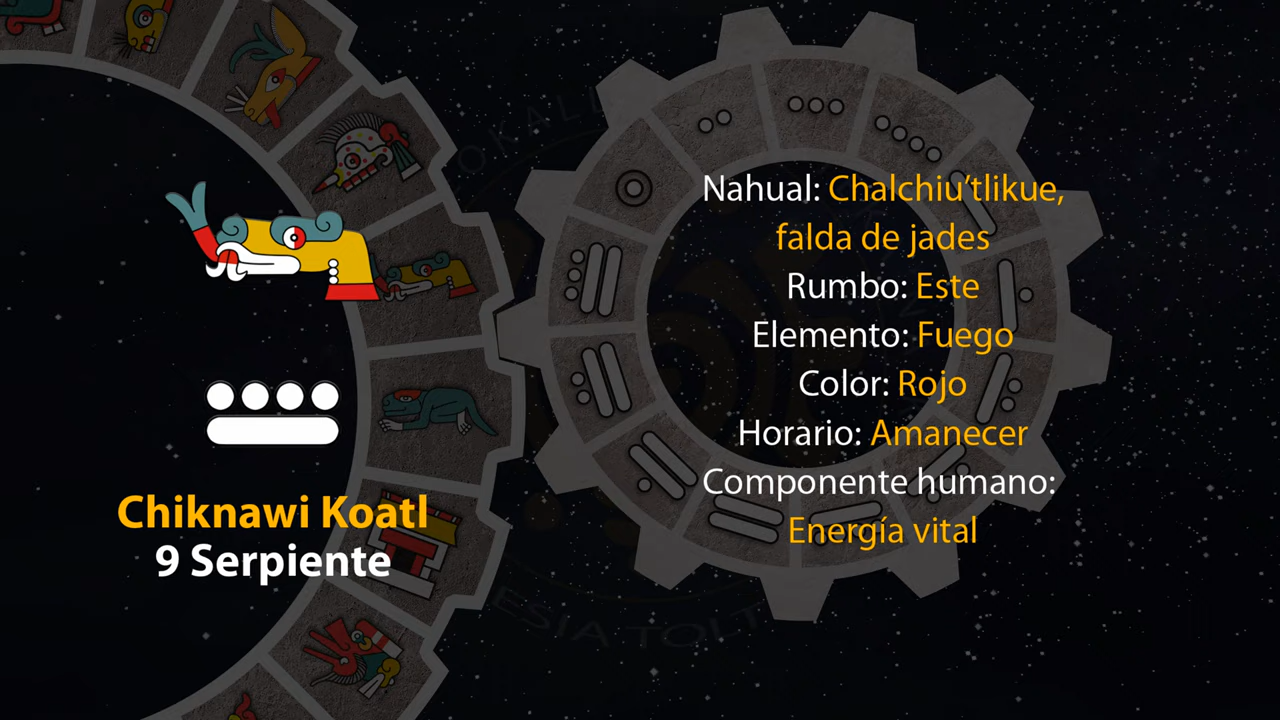 Chiknawi Koatl
9 Serpiente
Nahual: Chalchiu’tlikue,
falda de jades
Rumbo: Este
Elemento: Fuego
Color: Rojo
Horario: Amanecer
Componente humano:
Energía vital